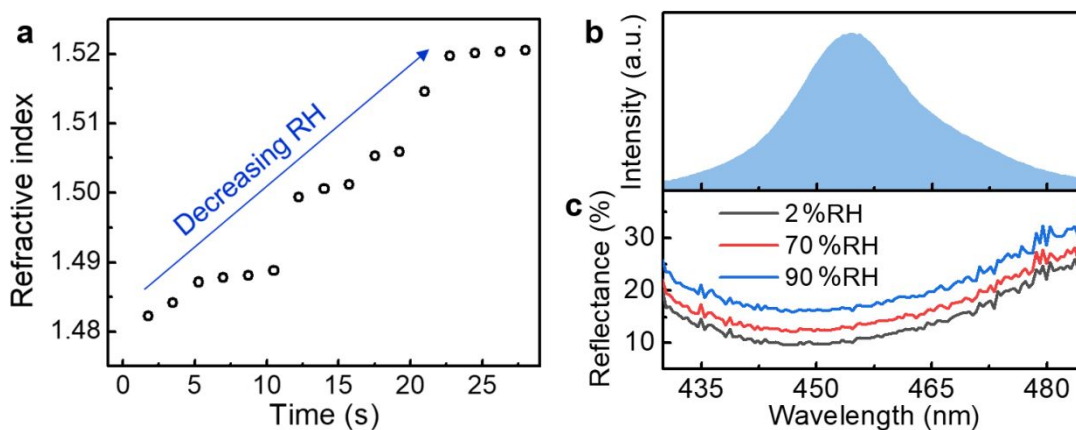 a
1.52
1.51
1.50
1.49
1.48
Refractive index
Decreasing RH
0 5 10 15 20 25
Time (s)
b
Intensity (a.u.)
c
2 %RH
70 %RH
90 %RH
30
20
10
Reflectance (%)
435 450 465 480
Wavelength (nm)